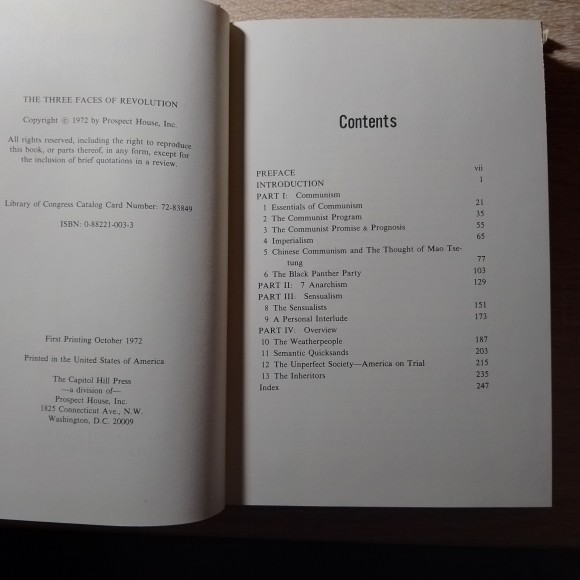 THE THREE FACES OF REVOLUTION
Copyright © 1972 by Prospect House, Inc.
All rights reserved, including the right to reproduce
this book, or parts thereof, in any form, except for
the inclusion of brief quotations in a review.
Library of Congress Catalog Card Number: 72-83849
ISBN: 0-88221-003-3
First Printing October 1972
Printed in the United States of America
The Capitol Hill Press
—a division of—
Prospect House, Inc.
1825 Connecticut Ave., N.W.
Washington, D.C. 20009
Contents
PREFACE vii
INTRODUCTION 1
PART I: Communism
1 Essentials of Communism 21
2 The Communist Program 35
3 The Communist Promise & Prognosis 55
4 Imperialism 65
5 Chinese Communism and The Thought of Mao Tse-
tung 77
6 The Black Panther Party 103
PART II: 7 Anarchism 129
PART III: Sensualism
8 The Sensualists 151
9 A Personal Interlude 173
PART IV: Overview
10 The Weatherpeople 187
11 Semantic Quicksands 203
12 The Unperfect Society—America on Trial 215
13 The Inheritors 235
Index 247